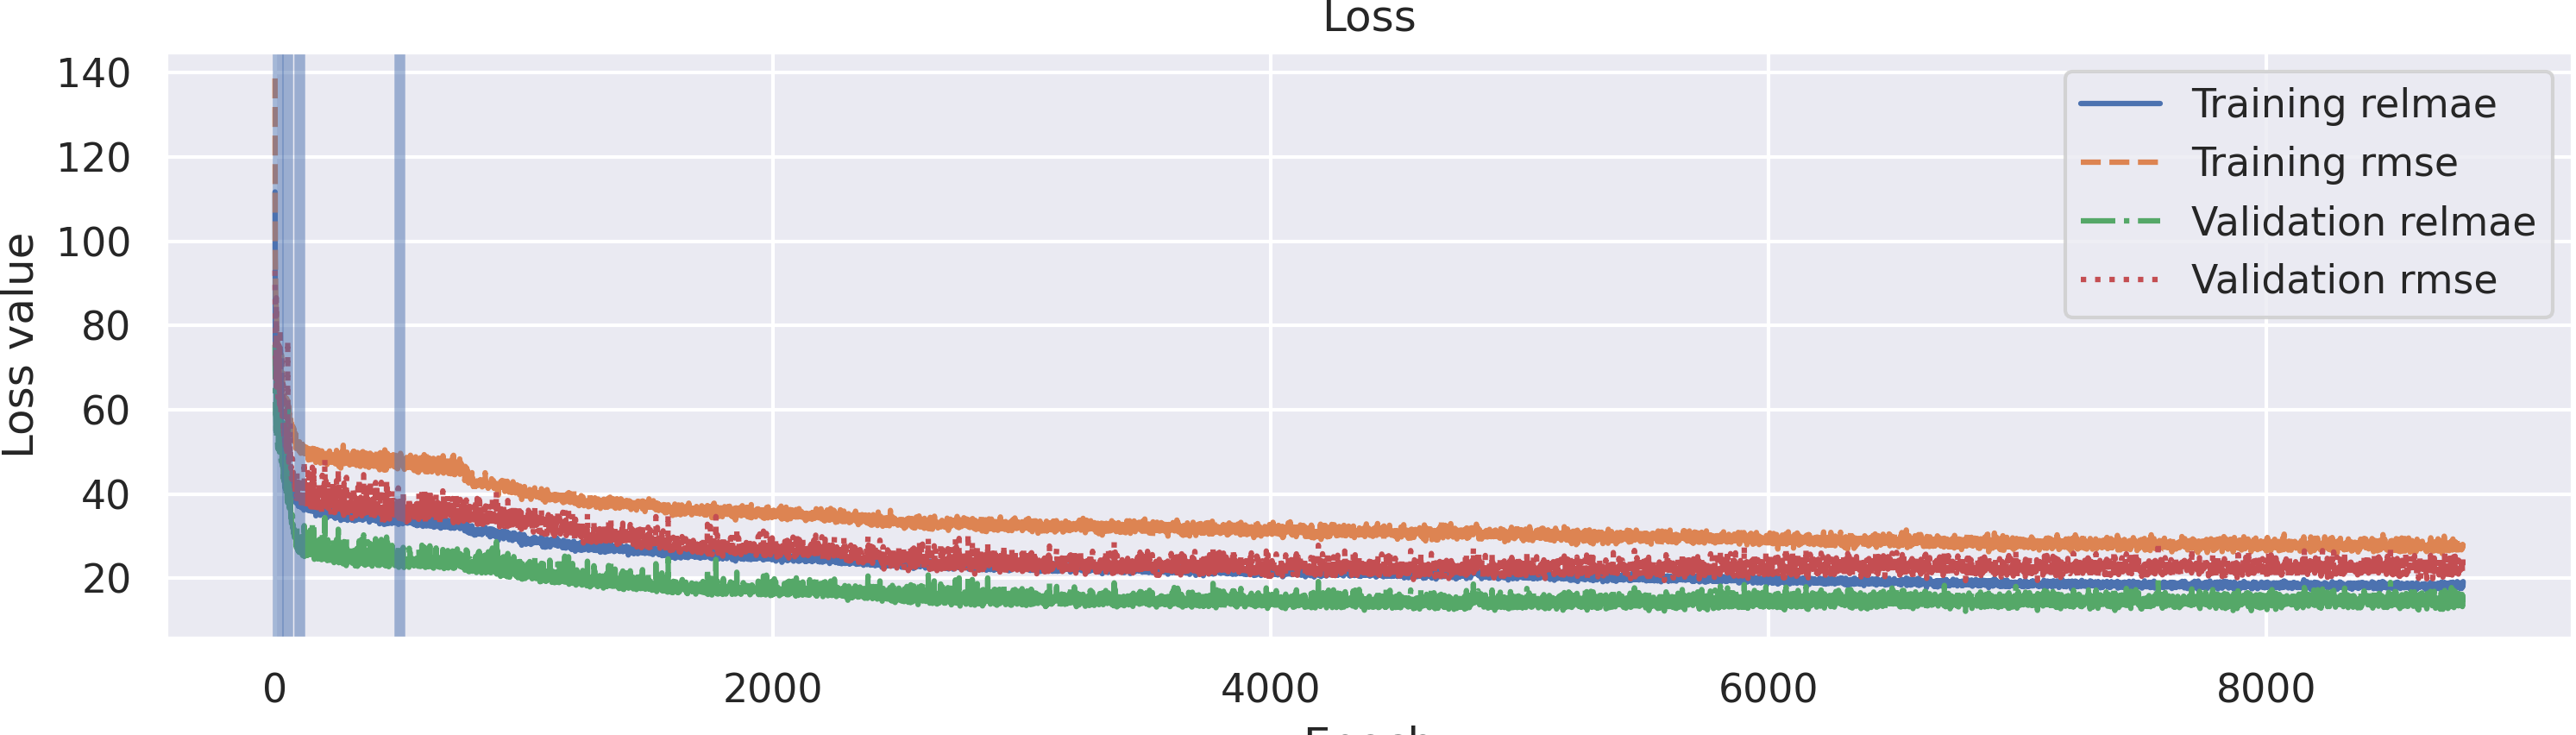 Loss
Loss value
140
120
100
80
60
40
20
0 2000 4000 6000 8000
Epoch
Training relmae
Training rmse
Validation relmae
Validation rmse